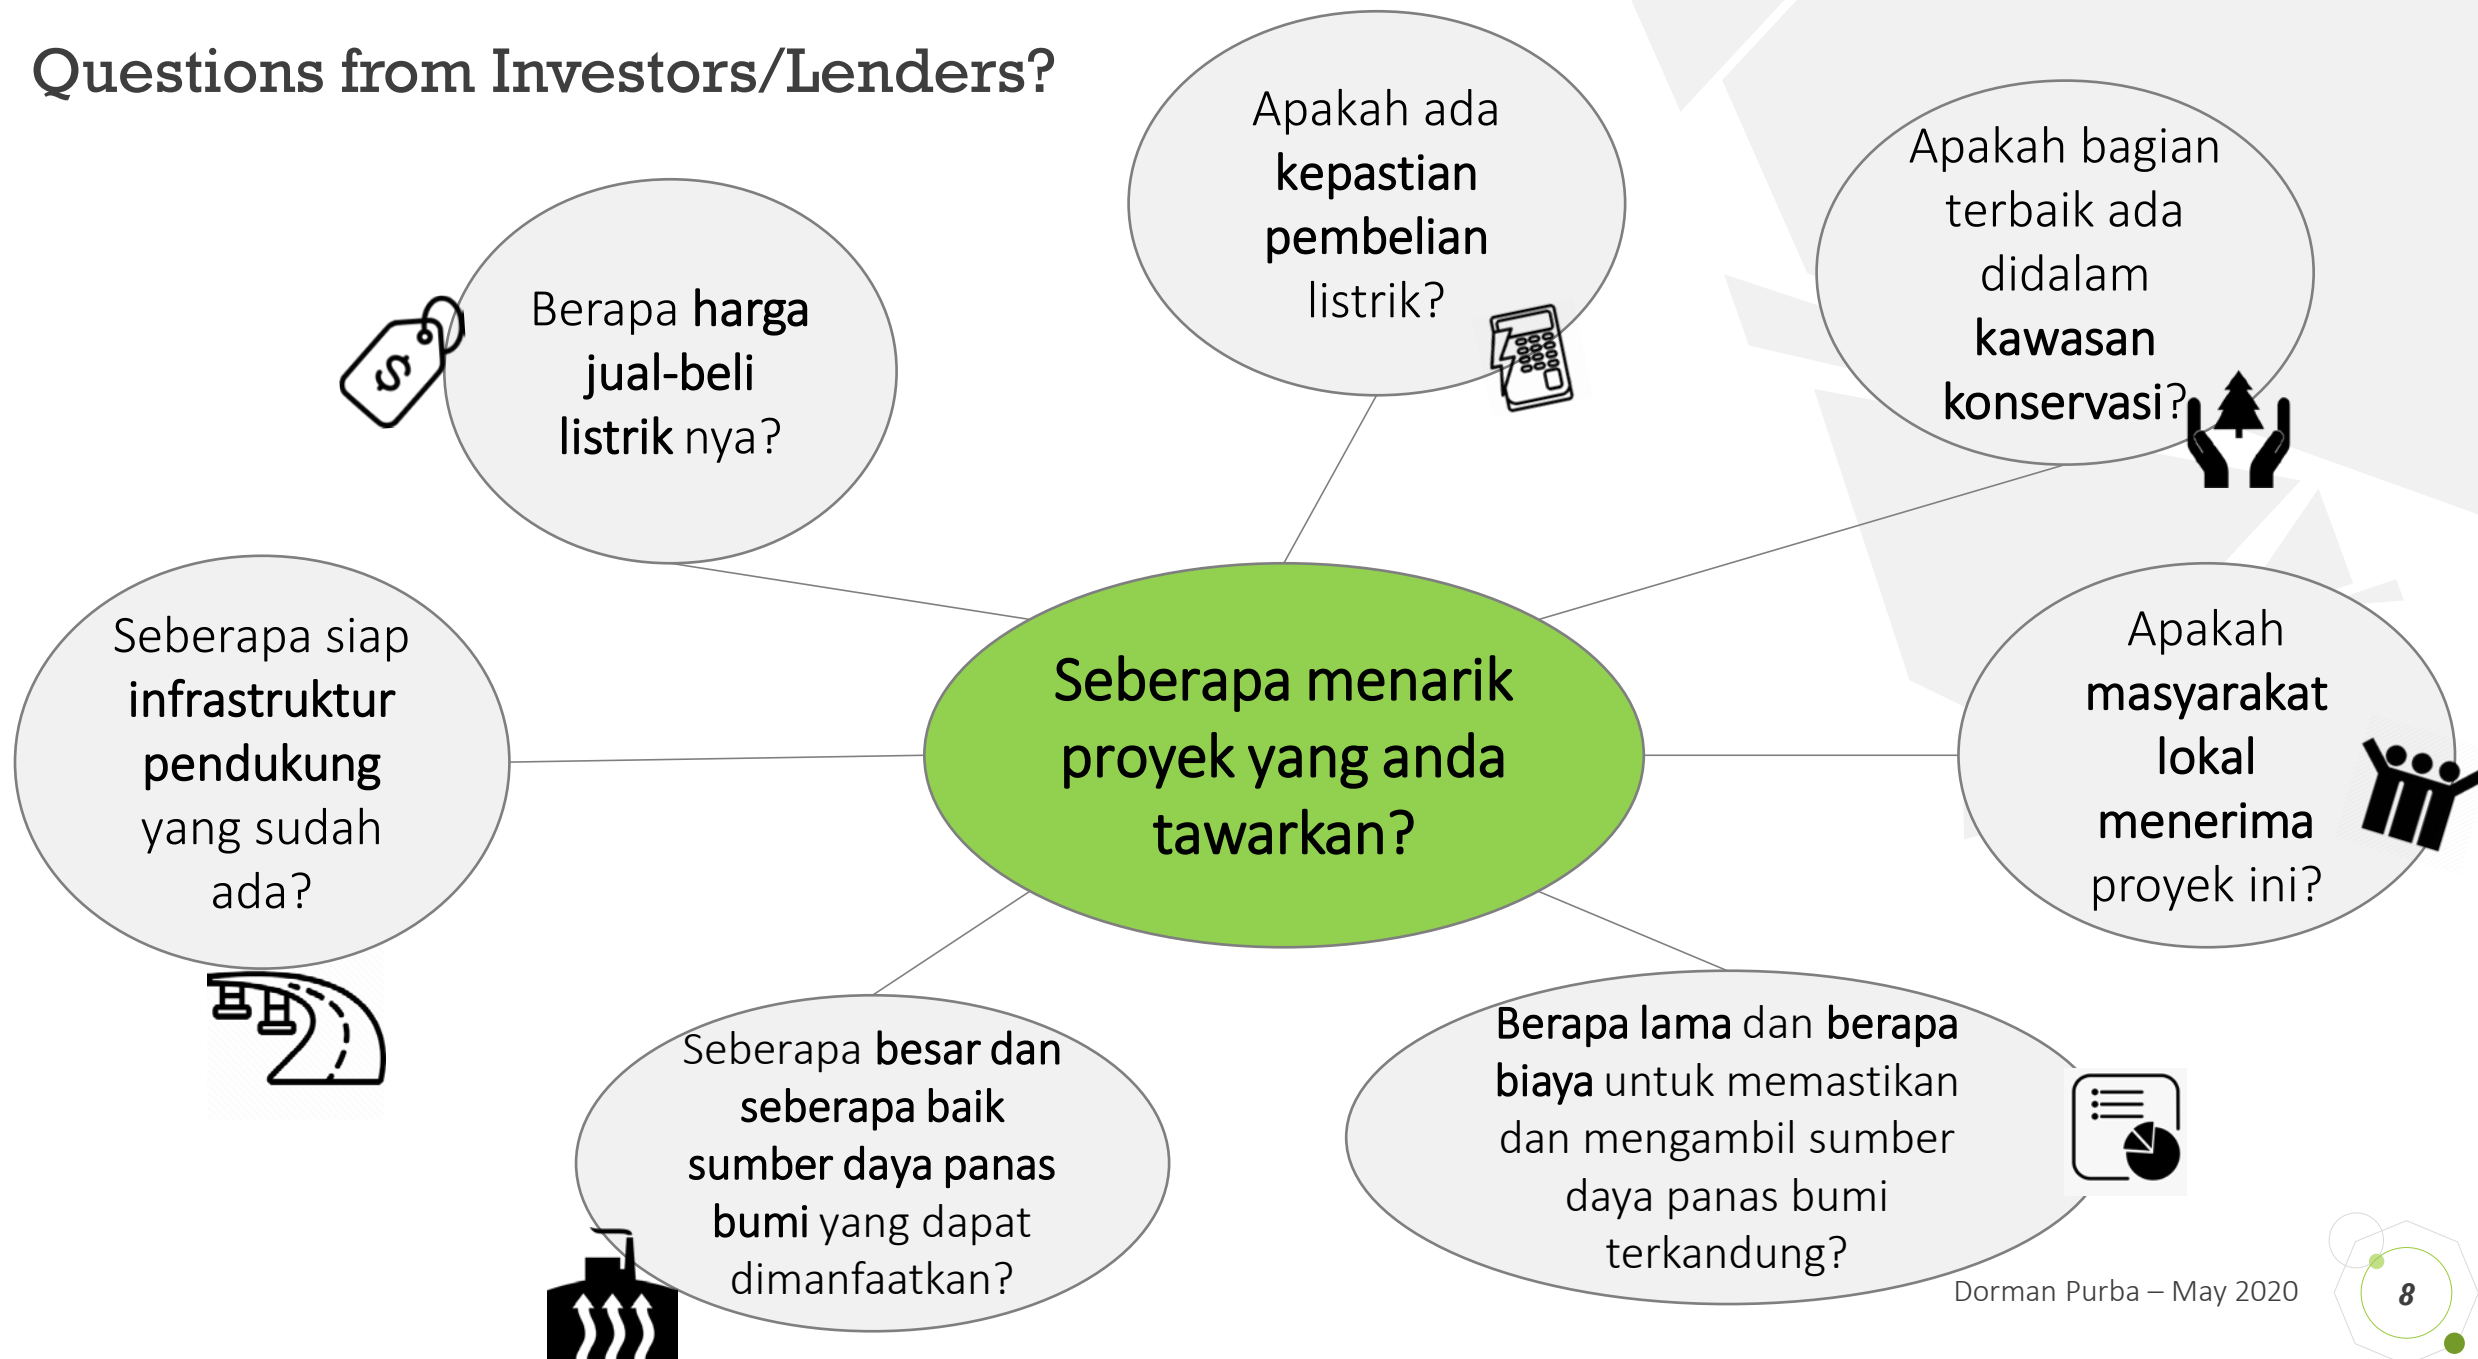 Questions from Investors/Lenders?
Apakah ada
kepastian
pembelian
listrik?
Apakah bagian
terbaik ada
didalam
kawasan
konservasi?
Berapa harga
jual-beli
listrik nya?
Seberapa siap
infrastruktur
pendukung
yang sudah
ada?
Seberapa menarik
proyek yang anda
tawarkan?
Apakah
masyarakat
lokal
menerima
proyek ini?
Seberapa besar dan
seberapa baik
sumber daya panas
bumi yang dapat
dimanfaatkan?
Berapa lama dan berapa
biaya untuk memastikan
dan mengambil sumber
daya panas bumi
terkandung?
Dorman Purba – May 2020
8